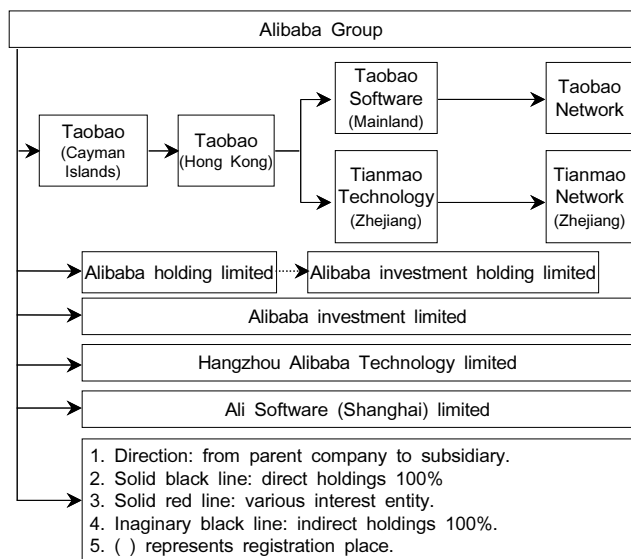 Alibaba Group
Taobao
(Cayman
Islands)
Taobao
(Hong Kong)
Taobao
Software
(Mainland)
Taobao
Network
Tianmao
Technology
(Zhejiang)
Tianmao
Network
(Zhejiang)
Alibaba holding limited
Alibaba investment holding limited
Alibaba investment limited
Hangzhou Alibaba Technology limited
Ali Software (Shanghai) limited
1. Direction: from parent company to subsidiary.
2. Solid black line: direct holdings 100%
3. Solid red line: various interest entity.
4. Inaginary black line: indirect holdings 100%.
5. ( ) represents registration place.